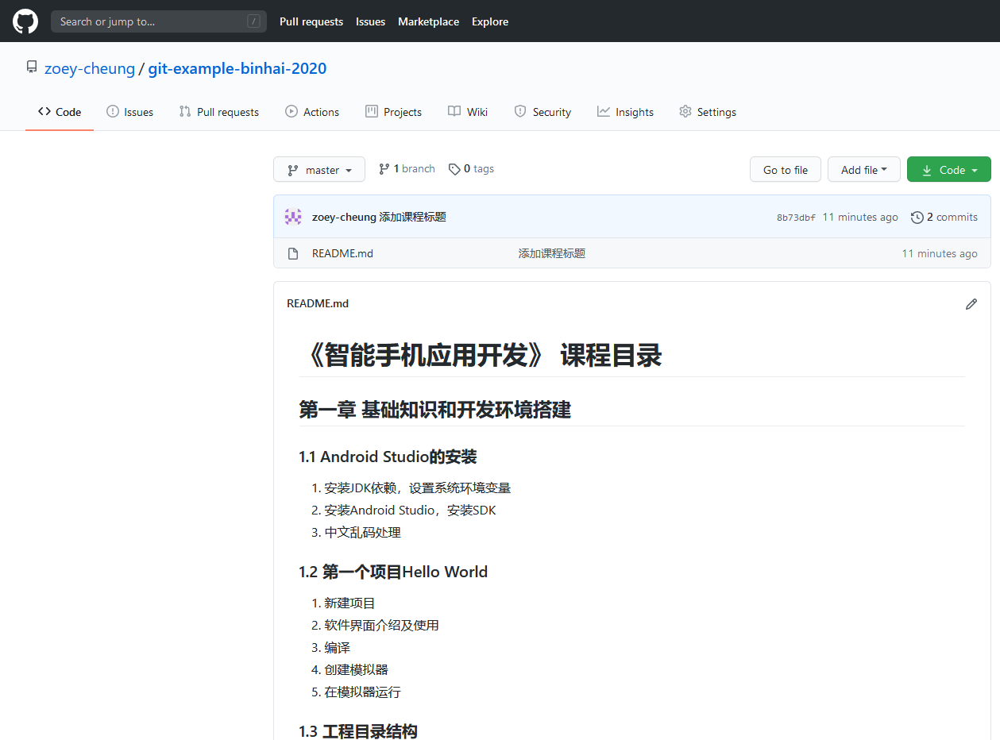 Search or jump to... /
Pull requests Issues Marketplace Explore
zoey-cheung / git-example-binhai-2020
Code Issues Pull requests Actions Projects Wiki Security Insights Settings
master 1 branch 0 tags Go to file Add file Code
zoey-cheung 添加课程标题 8b73dbf 11 minutes ago 2 commits
README.md 添加课程标题 11 minutes ago
README.md
《智能手机应用开发》 课程目录
第一章 基础知识和开发环境搭建
1.1 Android Studio的安装
1. 安装JDK依赖，设置系统环境变量
2. 安装Android Studio，安装SDK
3. 中文乱码处理
1.2 第一个项目Hello World
1. 新建项目
2. 软件界面介绍及使用
3. 编译
4. 创建模拟器
5. 在模拟器运行
1.3 工程目录结构